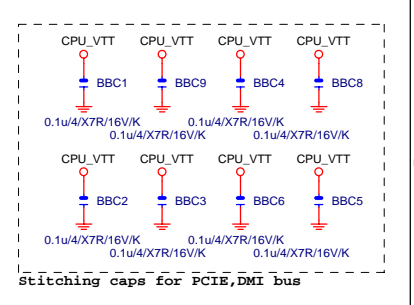 CPU_VTT CPU_VTT CPU_VTT CPU_VTT
BBC1 BBC9 BBC4 BBC8
0.1u/4/X7R/16V/K 0.1u/4/X7R/16V/K
0.1u/4/X7R/16V/K 0.1u/4/X7R/16V/K
CPU_VTT CPU_VTT CPU_VTT CPU_VTT
BBC2 BBC3 BBC6 BBC5
0.1u/4/X7R/16V/K 0.1u/4/X7R/16V/K
0.1u/4/X7R/16V/K 0.1u/4/X7R/16V/K
Stitching caps for PCIE,DMI bus